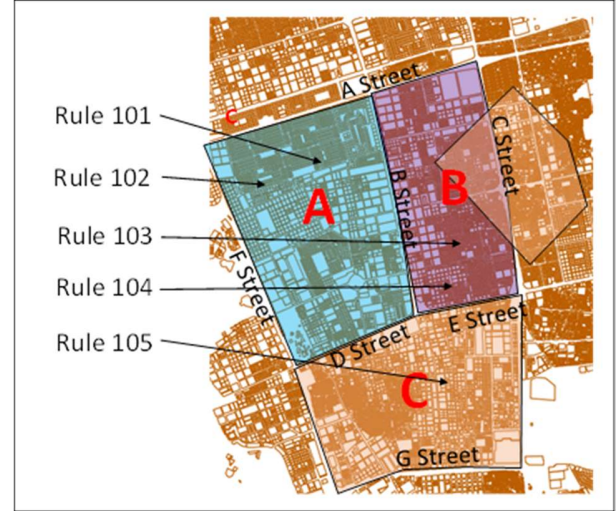 A Street
Rule 101
C
Rule 102
C Street
A
B
B Street
Rule 103
F Street
Rule 104
E Street
Rule 105
D Street
C
G Street